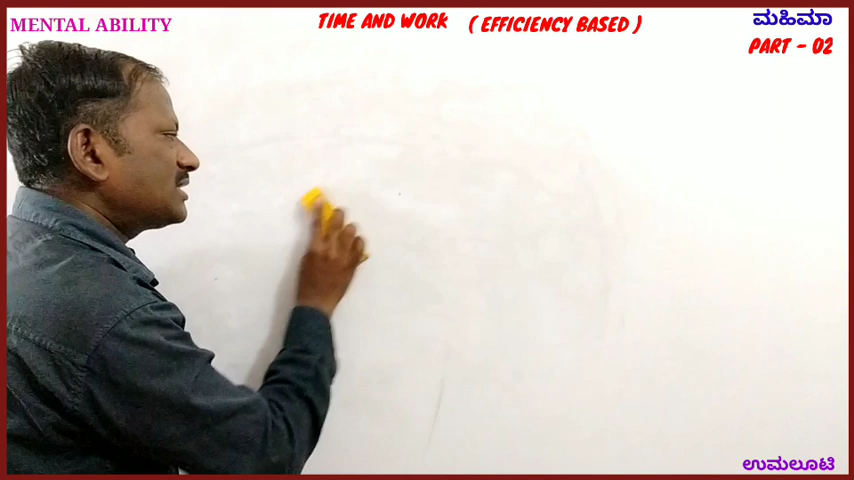 MENTAL ABILITY
TIME AND WORK ( EFFICIENCY BASED )
ಮಹಿಮಾ
PART - 02
ಉಮಲೂಟಿ